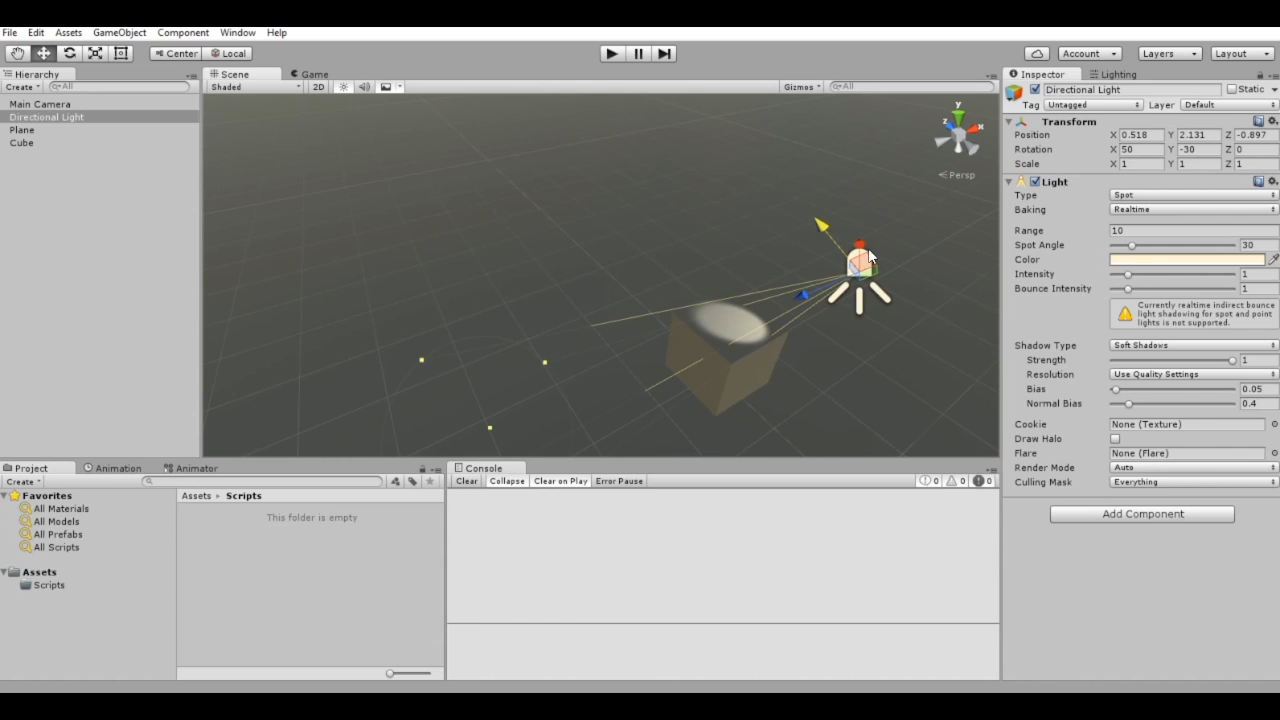 File Edit Assets GameObject Component Window Help
Center Local Account Layers Layout
Hierarchy
Create All
Main Camera
Directional Light
Plane
Cube
Scene Game
Shaded 2D Gizmos All
y
z x
Persp
Inspector Lighting
Directional Light Static
Tag Untagged Layer Default
Transform
Position X 0.518 Y 2.131 Z -0.897
Rotation X 50 Y -30 Z 0
Scale X 1 Y 1 Z 1
Light
Type Spot
Baking Realtime
Range 10
Spot Angle 30
Color
Intensity 1
Bounce Intensity 1
Currently realtime indirect bounce
light shadowing for spot and point
lights is not supported.
Shadow Type Soft Shadows
Strength 1
Resolution Use Quality Settings
Bias 0.05
Normal Bias 0.4
Cookie None (Texture)
Draw Halo
Flare None (Flare)
Render Mode Auto
Culling Mask Everything
Add Component
Project Animation Animator
Create
Favorites
All Materials
All Models
All Prefabs
All Scripts
Assets
Scripts
Assets Scripts
This folder is empty
Console
Clear Collapse Clear on Play Error Pause 0 0 0